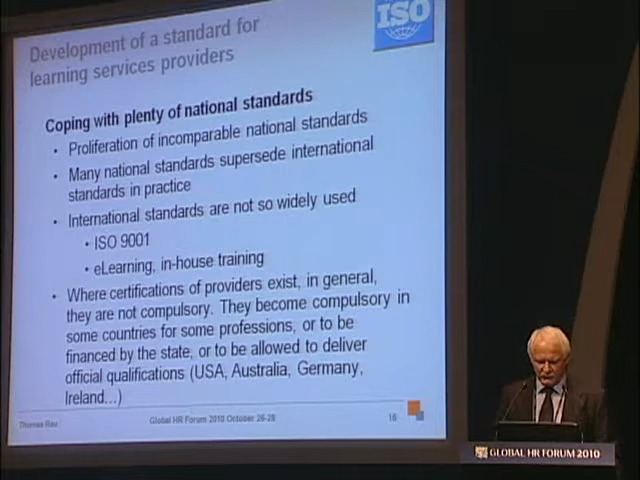 Development of a standard for
learning services providers
ISO
Coping with plenty of national standards
• Proliferation of incomparable national standards
• Many national standards supersede international
standards in practice
• International standards are not so widely used
• ISO 9001
• eLearning, in-house training
• Where certifications of providers exist, in general,
they are not compulsory. They become compulsory in
some countries for some professions, or to be
financed by the state, or to be allowed to deliver
official qualifications (USA, Australia, Germany,
Ireland...)
Thomas Rau
Global HR Forum 2010 October 26-28
16
GLOBAL HR FORUM 2010